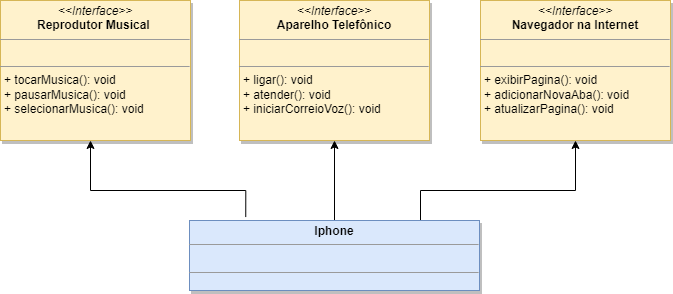 <<Interface>>
Reprodutor Musical
+ tocarMusica(): void
+ pausarMusica(): void
+ selecionarMusica(): void
<<Interface>>
Aparelho Telefônico
+ ligar(): void
+ atender(): void
+ iniciarCorreioVoz(): void
<<Interface>>
Navegador na Internet
+ exibirPagina(): void
+ adicionarNovaAba(): void
+ atualizarPagina(): void
Iphone